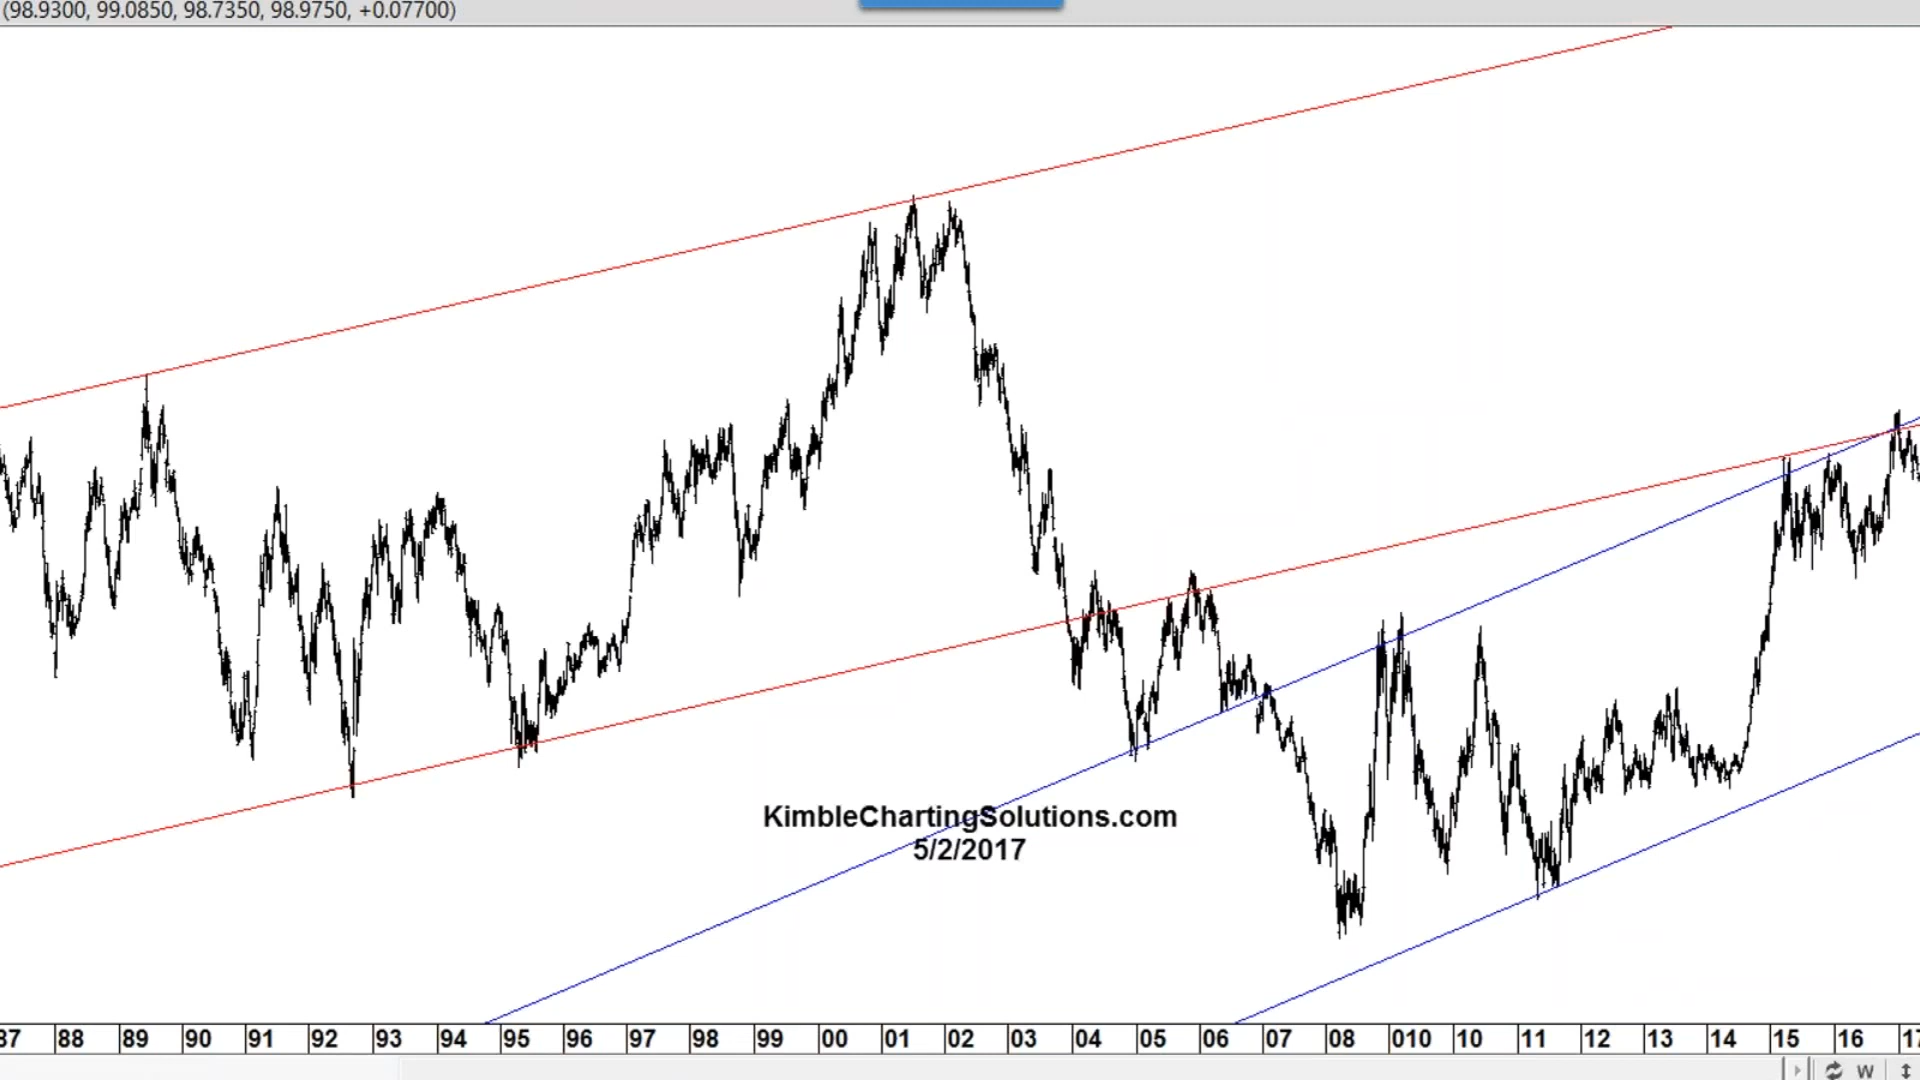 (98.9300, 99.0850, 98.7350, 98.9750, +0.07700)
KimbleChartingSolutions.com
5/2/2017
87 88 89 90 91 92 93 94 95 96 97 98 99 00 01 02 03 04 05 06 07 08 010 10 11 12 13 14 15 16 17
W